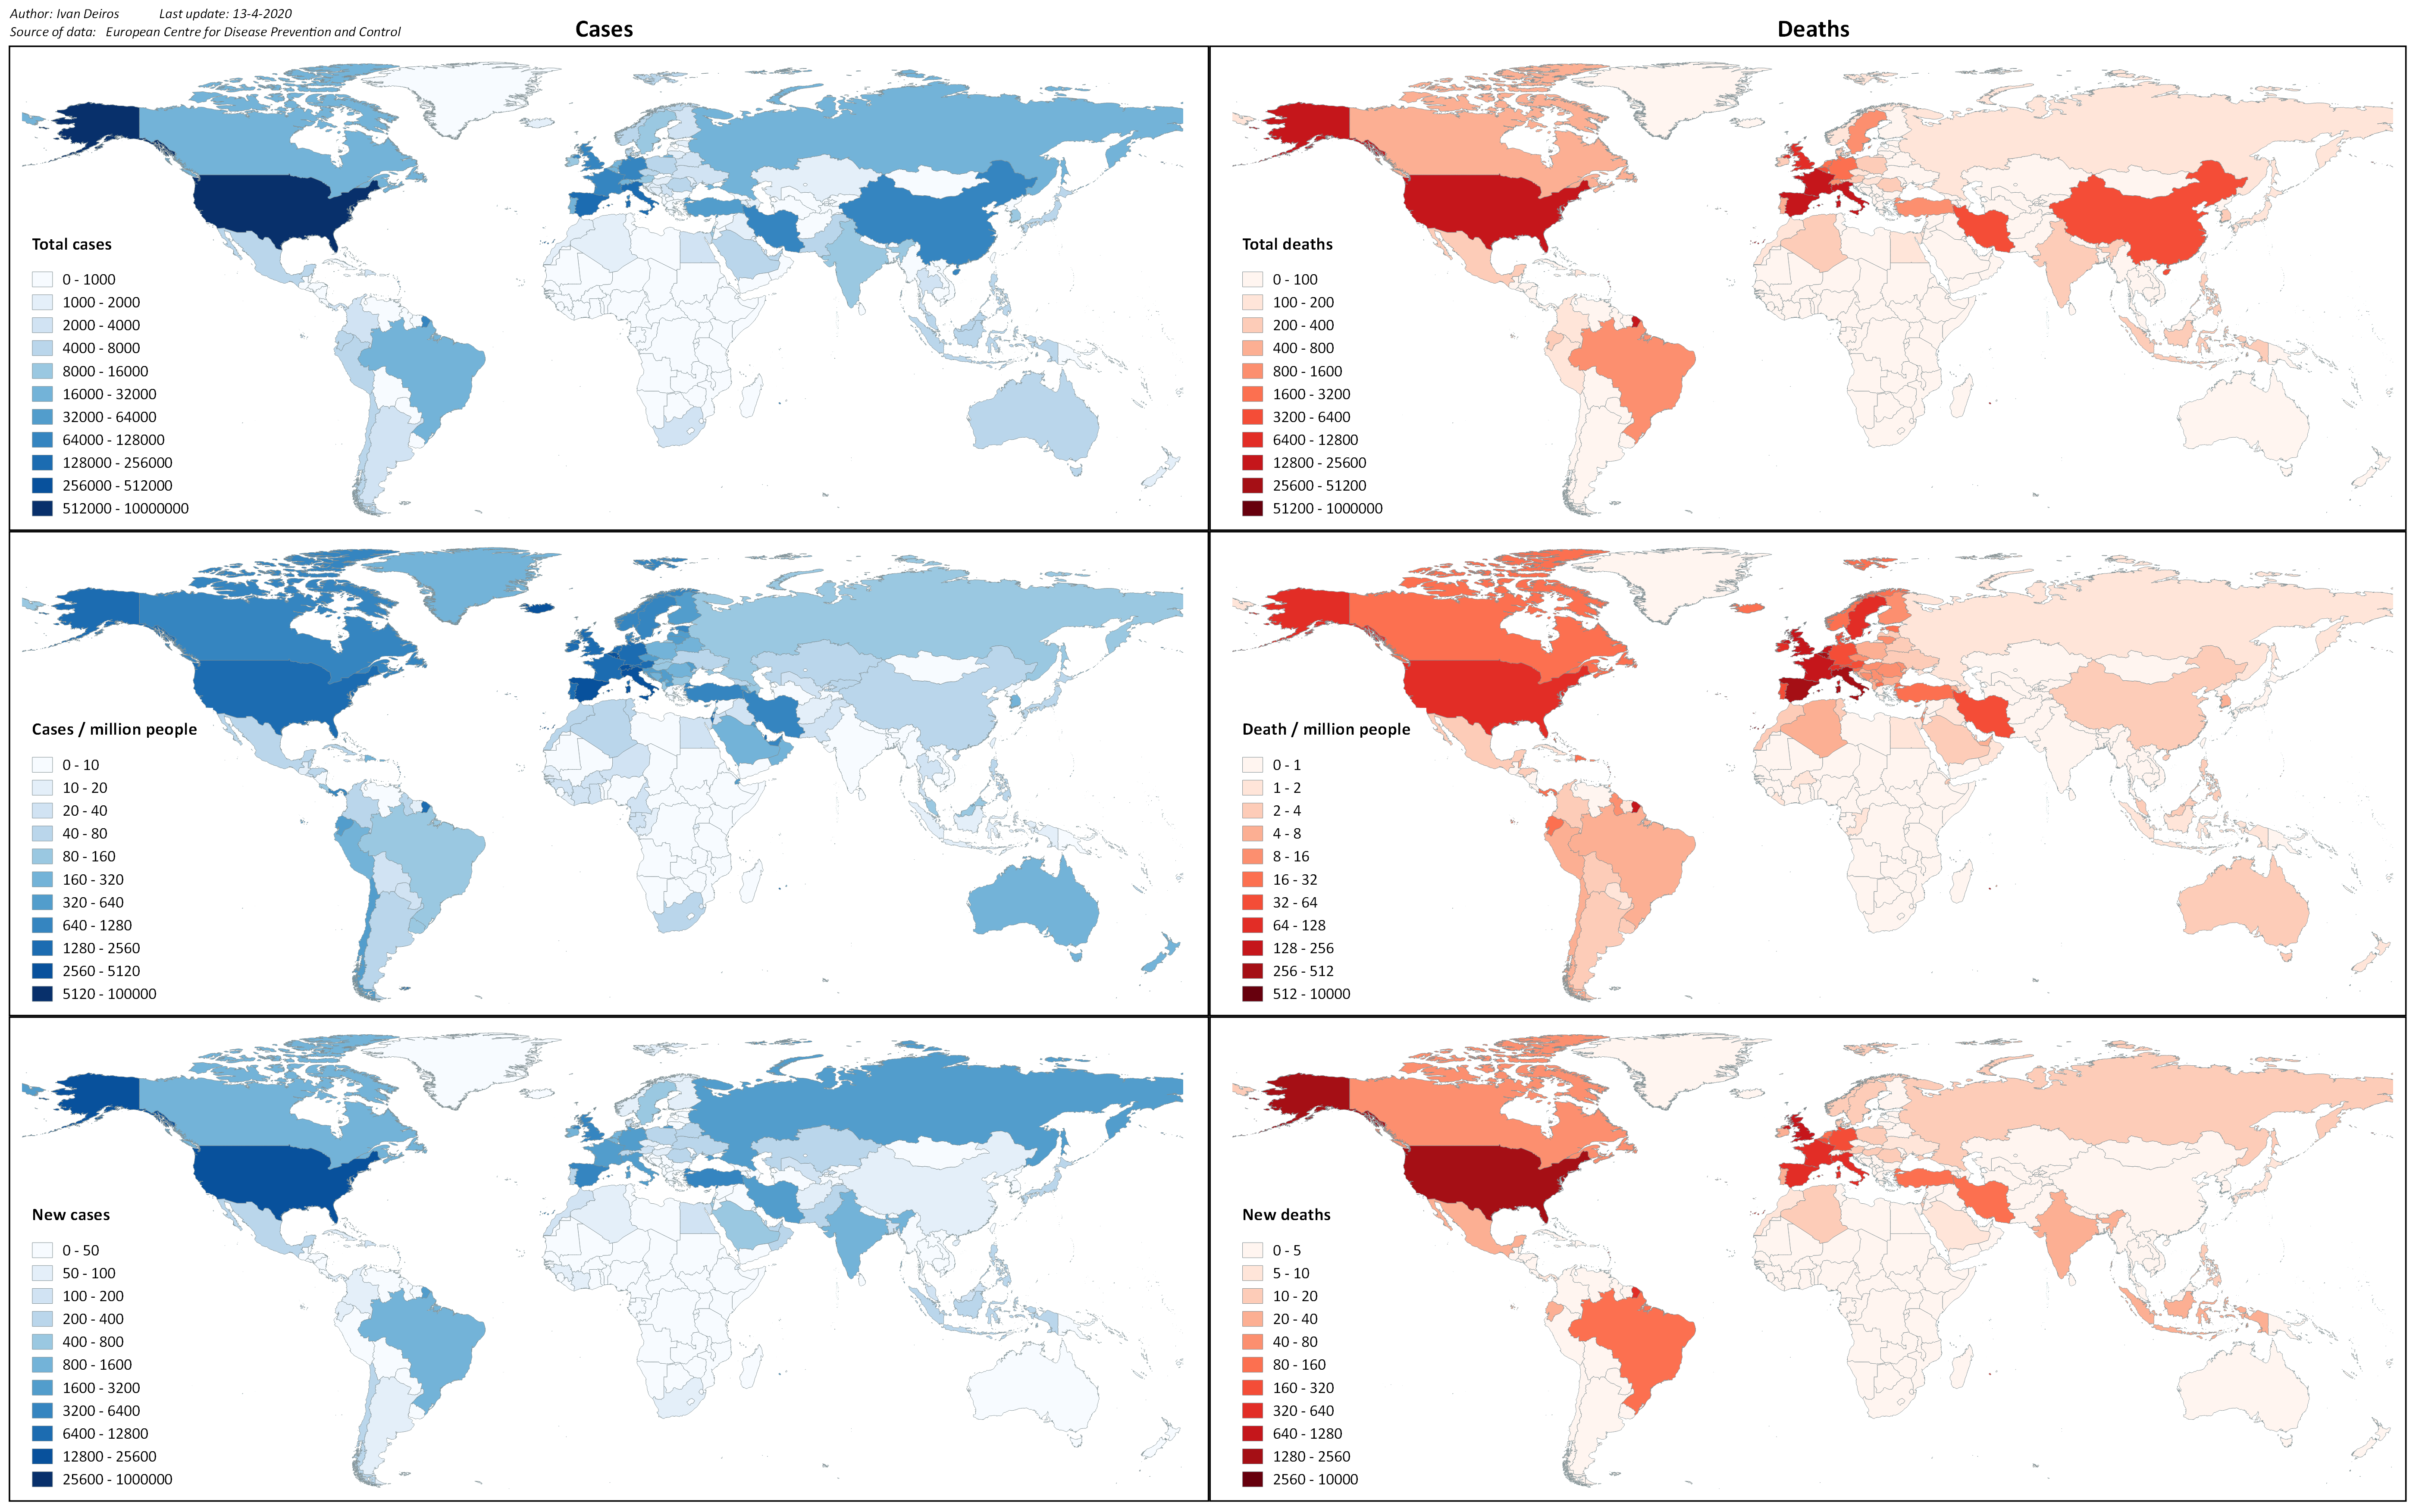 Author: Ivan Deiros Last update: 13-4-2020
Source of data: European Centre for Disease Prevention and Control
Cases
Deaths
Total cases
0 - 1000
1000 - 2000
2000 - 4000
4000 - 8000
8000 - 16000
16000 - 32000
32000 - 64000
64000 - 128000
128000 - 256000
256000 - 512000
512000 - 10000000
Total deaths
0 - 100
100 - 200
200 - 400
400 - 800
800 - 1600
1600 - 3200
3200 - 6400
6400 - 12800
12800 - 25600
25600 - 51200
51200 - 1000000
Cases / million people
0 - 10
10 - 20
20 - 40
40 - 80
80 - 160
160 - 320
320 - 640
640 - 1280
1280 - 2560
2560 - 5120
5120 - 100000
Death / million people
0 - 1
1 - 2
2 - 4
4 - 8
8 - 16
16 - 32
32 - 64
64 - 128
128 - 256
256 - 512
512 - 10000
New cases
0 - 50
50 - 100
100 - 200
200 - 400
400 - 800
800 - 1600
1600 - 3200
3200 - 6400
6400 - 12800
12800 - 25600
25600 - 1000000
New deaths
0 - 5
5 - 10
10 - 20
20 - 40
40 - 80
80 - 160
160 - 320
320 - 640
640 - 1280
1280 - 2560
2560 - 10000